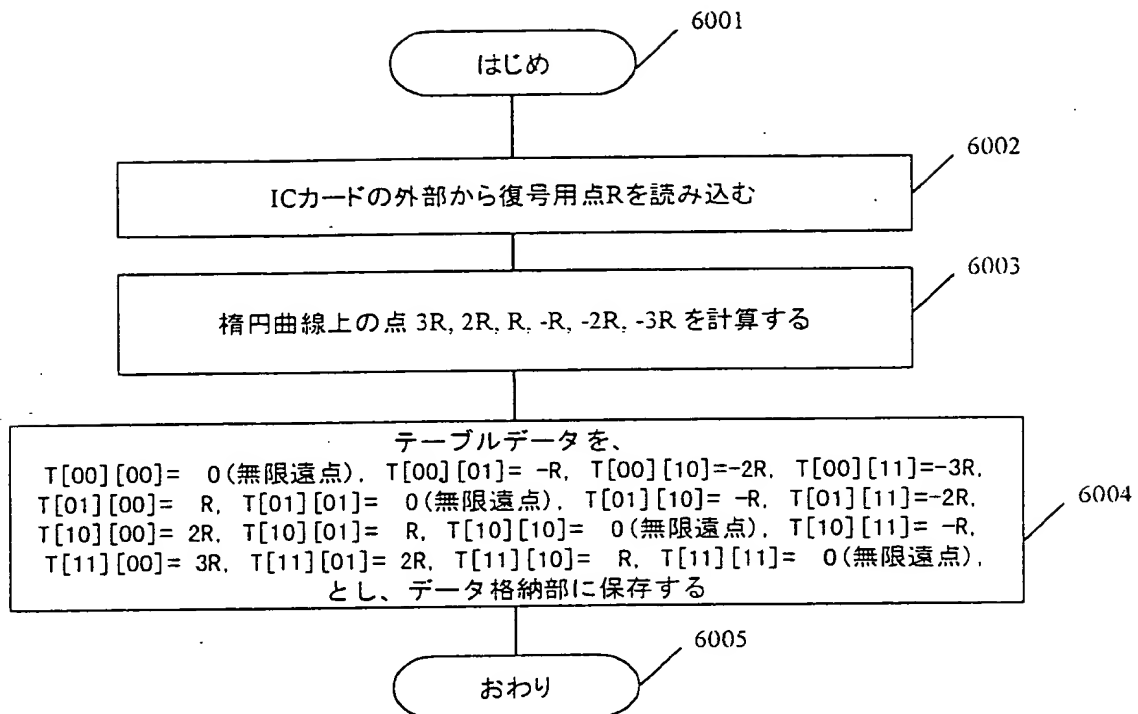 6001
はじめ
6002
ICカードの外部から復号用点Rを読み込む
6003
楕円曲線上の点 3R, 2R, R, -R, -2R, -3R を計算する
テーブルデータを、
T[00][00]= O(無限遠点), T[00][01]= -R, T[00][10]=-2R, T[00][11]=-3R,
T[01][00]= R, T[01][01]= O(無限遠点), T[01][10]= -R, T[01][11]=-2R,
6004
T[10][00]= 2R, T[10][01]= R, T[10][10]= O(無限遠点), T[10][11]= -R,
T[11][00]= 3R, T[11][01]= 2R, T[11][10]= R, T[11][11]= O(無限遠点),
とし、データ格納部に保存する
6005
おわり